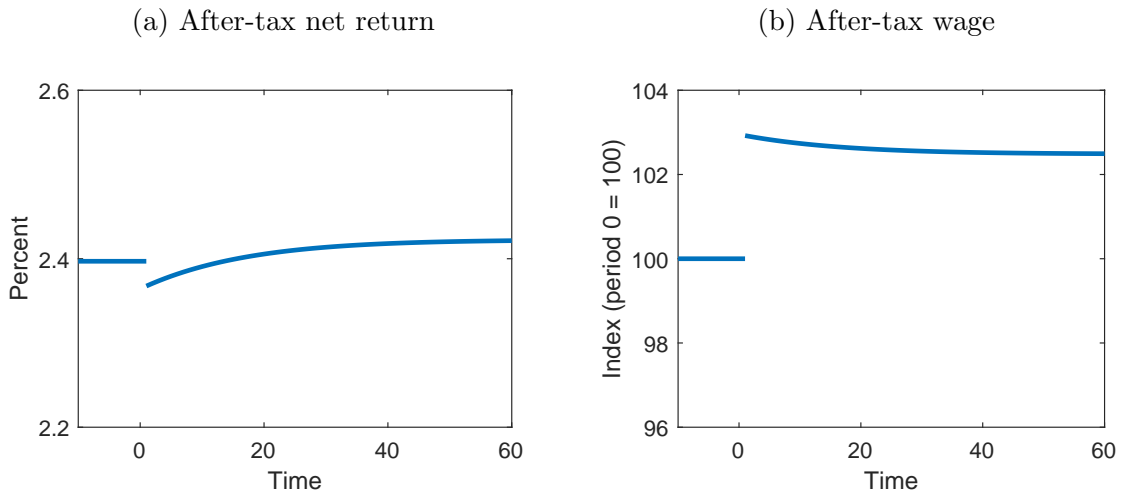 (a) After-tax net return
2.6
2.4
2.2
Percent
0 20 40 60
Time
(b) After-tax wage
104
102
100
98
96
Index (period 0 = 100)
0 20 40 60
Time